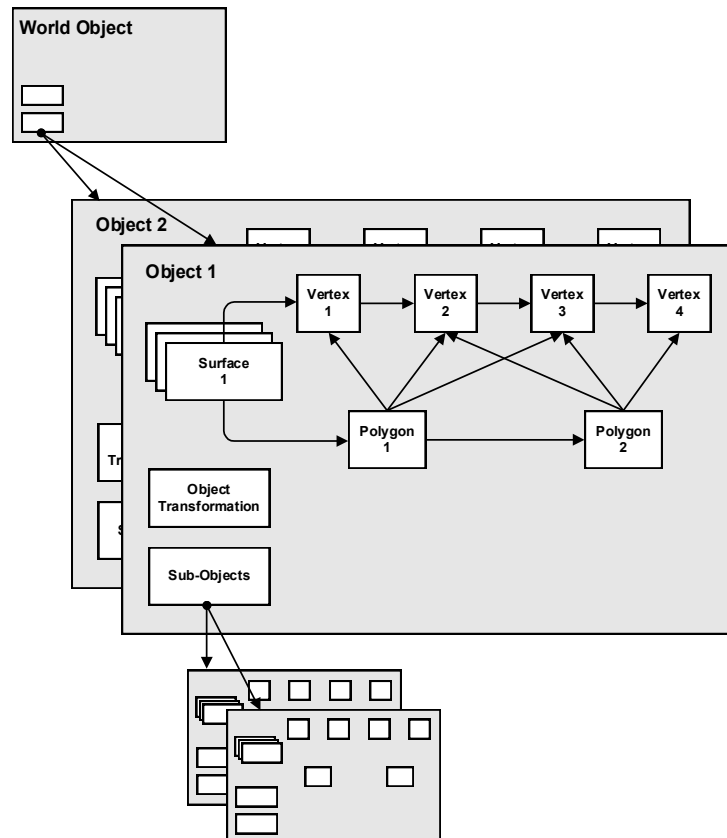 World Object
Object 2
Object 1
Vertex
1
Vertex
2
Vertex
3
Vertex
4
Surface
1
Polygon
1
Polygon
2
Object
Transformation
Sub-Objects